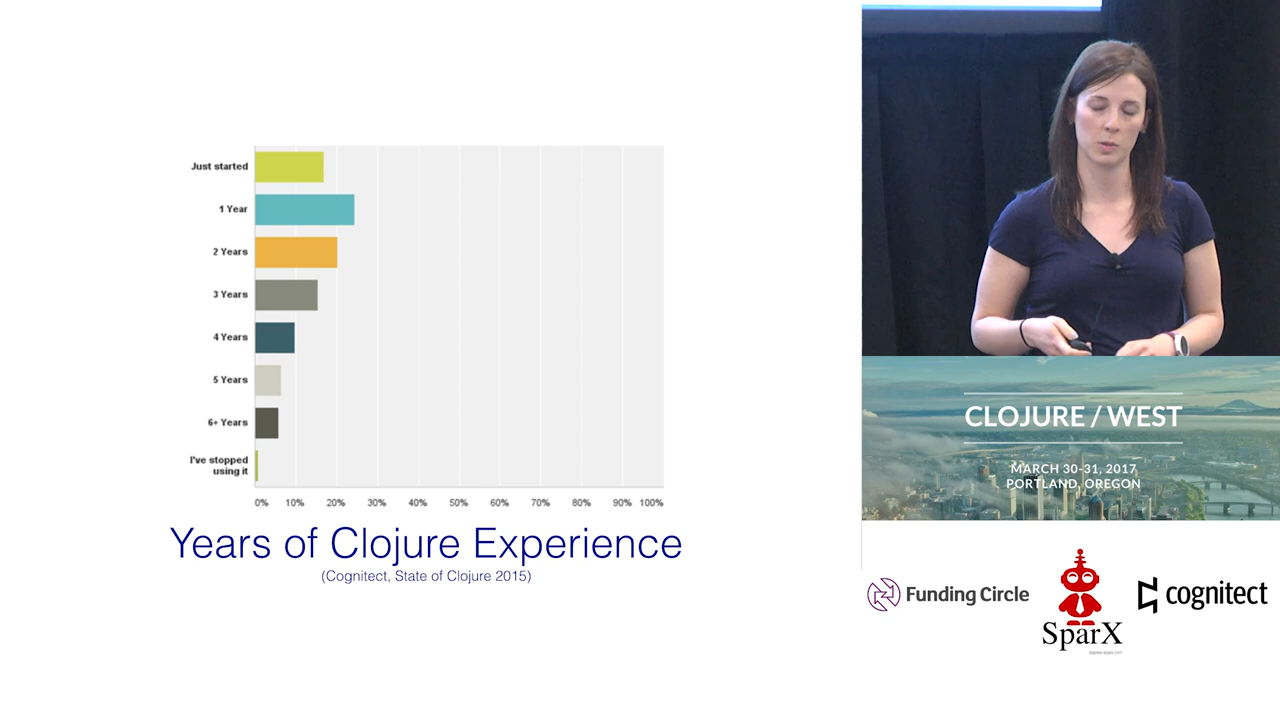 Just started
1 Year
2 Years
3 Years
4 Years
5 Years
6+ Years
I've stopped
using it
0% 10% 20% 30% 40% 50% 60% 70% 80% 90% 100%
Years of Clojure Experience
(Cognitect, State of Clojure 2015)
CLOJURE / WEST
MARCH 30-31, 2017
PORTLAND, OREGON
Funding Circle
SparX
cognitect